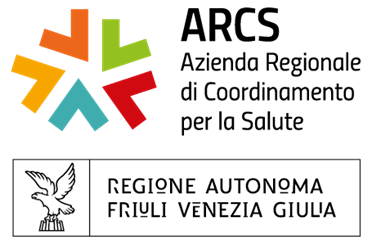 ARCS
Azienda Regionale
di Coordinamento
per la Salute
REGIONE AUTONOMA
FRIULI VENEZIA GIULIA